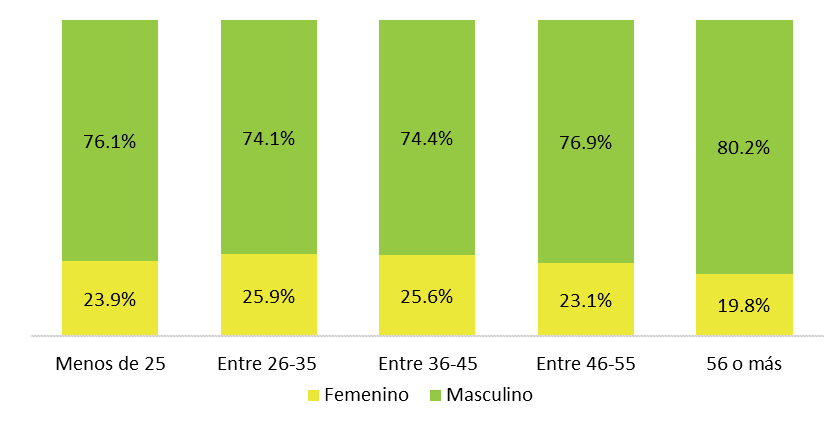 76.1% 74.1% 74.4% 76.9% 80.2%
23.9% 25.9% 25.6% 23.1% 19.8%
Menos de 25 Entre 26-35 Entre 36-45 Entre 46-55 56 o más
Femenino Masculino